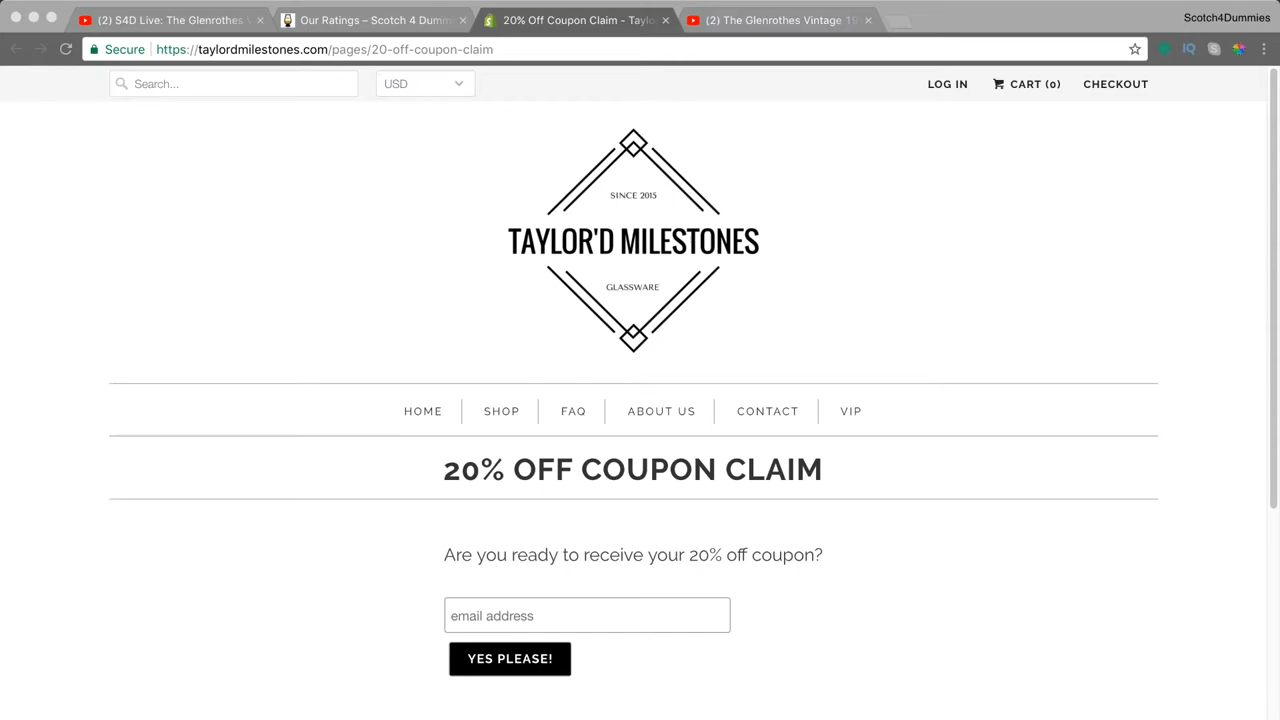 (2) S4D Live: The Glenrothes
Our Ratings – Scotch 4 Dumm
20% Off Coupon Claim - Taylo
(2) The Glenrothes Vintage 19
Scotch4Dummies
Secure https://taylordmilestones.com/pages/20-off-coupon-claim
IQ
Search... USD LOG IN CART (0) CHECKOUT
SINCE 2015
TAYLOR'D MILESTONES
GLASSWARE
HOME SHOP FAQ ABOUT US CONTACT VIP
20% OFF COUPON CLAIM
Are you ready to receive your 20% off coupon?
email address
YES PLEASE!